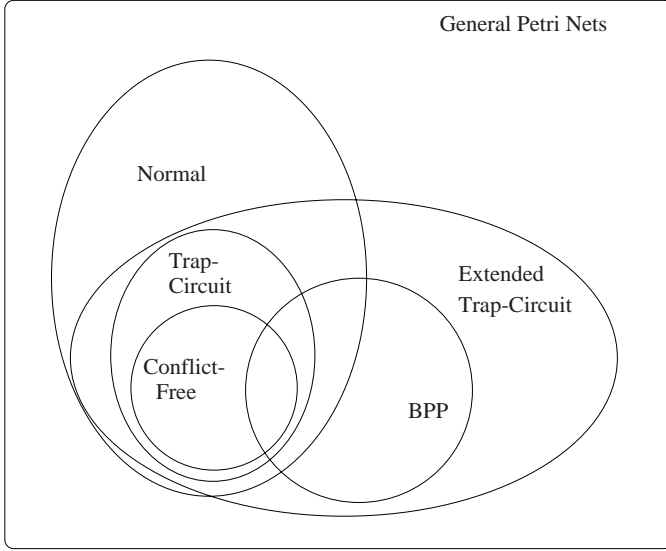 General Petri Nets
Normal
Trap-
Circuit
Extended
Trap-Circuit
Conflict-
Free
BPP